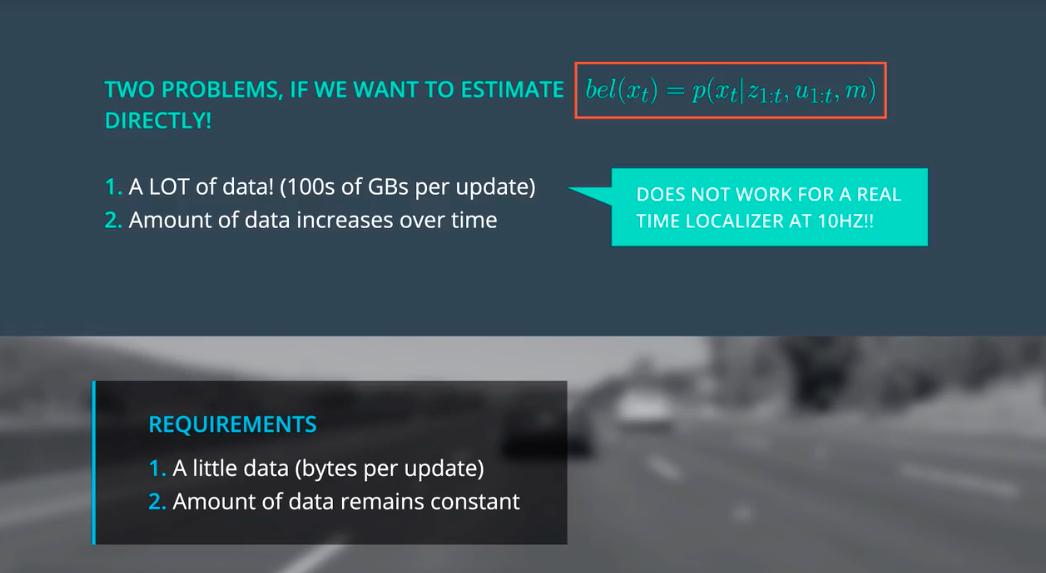 TWO PROBLEMS, IF WE WANT TO ESTIMATE bel(x_t) = p(x_t|z_{1:t}, u_{1:t}, m)
DIRECTLY!
1. A LOT of data! (100s of GBs per update)
2. Amount of data increases over time
DOES NOT WORK FOR A REAL
TIME LOCALIZER AT 10HZ!!
REQUIREMENTS
1. A little data (bytes per update)
2. Amount of data remains constant